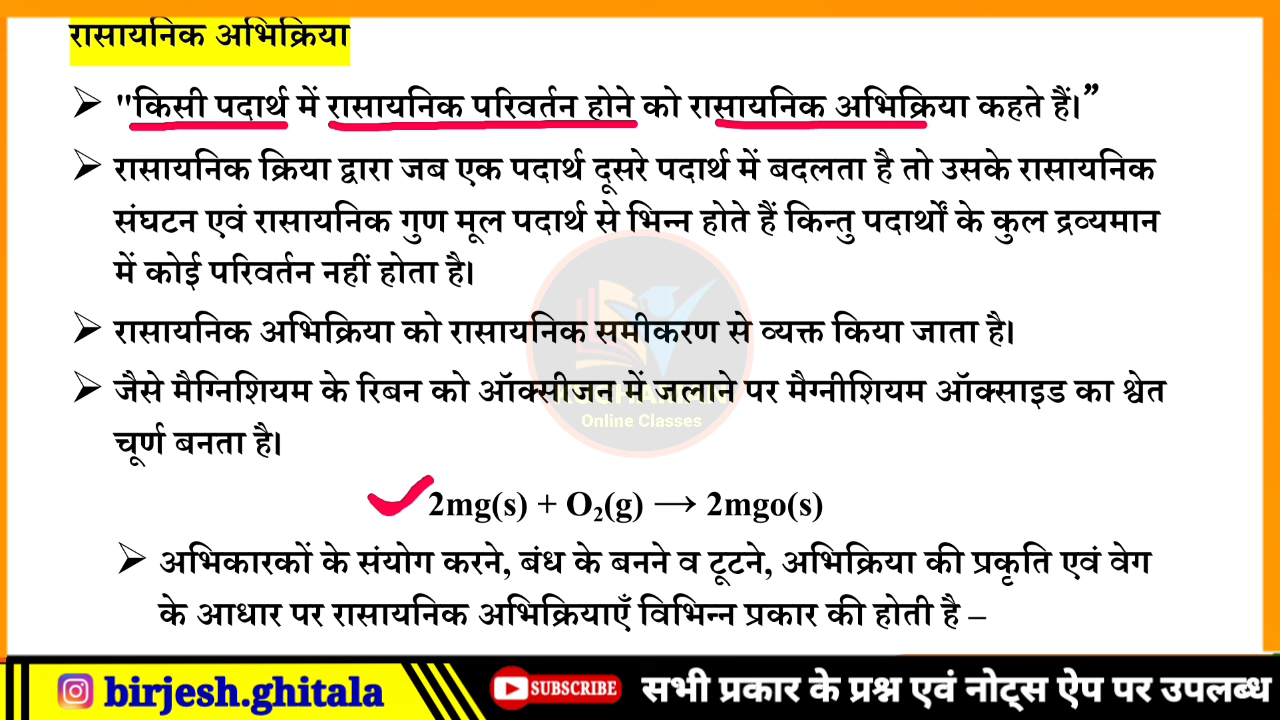 रासायनिक अभिक्रिया
➢ "किसी पदार्थ में रासायनिक परिवर्तन होने को रासायनिक अभिक्रिया कहते हैं।”
➢ रासायनिक क्रिया द्वारा जब एक पदार्थ दूसरे पदार्थ में बदलता है तो उसके रासायनिक
संघटन एवं रासायनिक गुण मूल पदार्थ से भिन्न होते हैं किन्तु पदार्थों के कुल द्रव्यमान
में कोई परिवर्तन नहीं होता है।
➢ रासायनिक अभिक्रिया को रासायनिक समीकरण से व्यक्त किया जाता है।
➢ जैसे मैग्निशियम के रिबन को ऑक्सीजन में जलाने पर मैग्नीशियम ऑक्साइड का श्वेत
चूर्ण बनता है।
Online Classes
2mg(s) + O₂(g) → 2mgo(s)
➢ अभिकारकों के संयोग करने, बंध के बनने व टूटने, अभिक्रिया की प्रकृति एवं वेग
के आधार पर रासायनिक अभिक्रियाएँ विभिन्न प्रकार की होती है –
birjesh.ghitala SUBSCRIBE सभी प्रकार के प्रश्न एवं नोट्स ऐप पर उपलब्ध